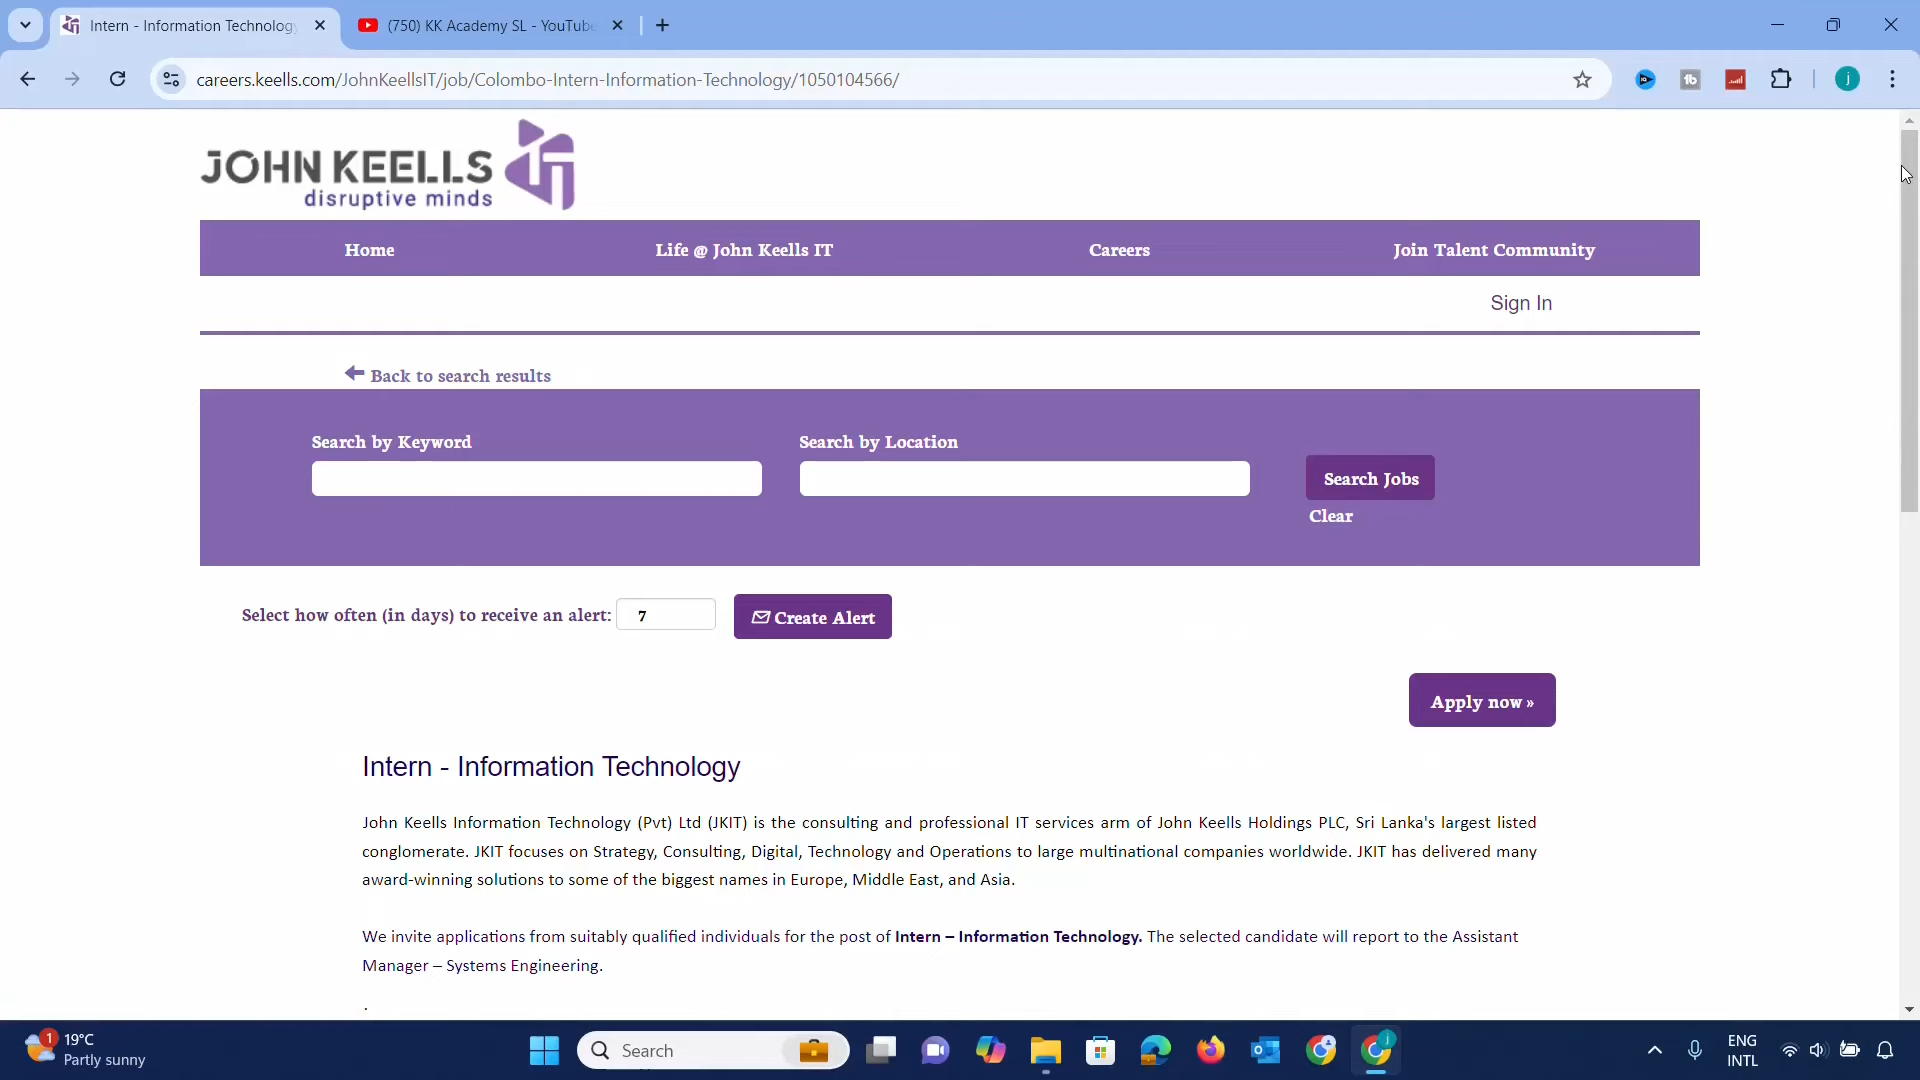 Intern - Information Technolog
(750) KK Academy SL - YouTube
careers.keells.com/JohnKeellsIT/job/Colombo-Intern-Information-Technology/1050104566/
j
JOHN KEELLS
disruptive minds
Home
Life @ John Keells IT
Careers
Join Talent Community
Sign In
Back to search results
Search by Keyword
Search by Location
Search Jobs
Clear
Select how often (in days) to receive an alert: 7
Create Alert
Apply now »
Intern - Information Technology
John Keells Information Technology (Pvt) Ltd (JKIT) is the consulting and professional IT services arm of John Keells Holdings PLC, Sri Lanka's largest listed
conglomerate. JKIT focuses on Strategy, Consulting, Digital, Technology and Operations to large multinational companies worldwide. JKIT has delivered many
award-winning solutions to some of the biggest names in Europe, Middle East, and Asia.
We invite applications from suitably qualified individuals for the post of Intern – Information Technology. The selected candidate will report to the Assistant
Manager – Systems Engineering.
.
1
19°C
Partly sunny
Search
j
ENG
INTL